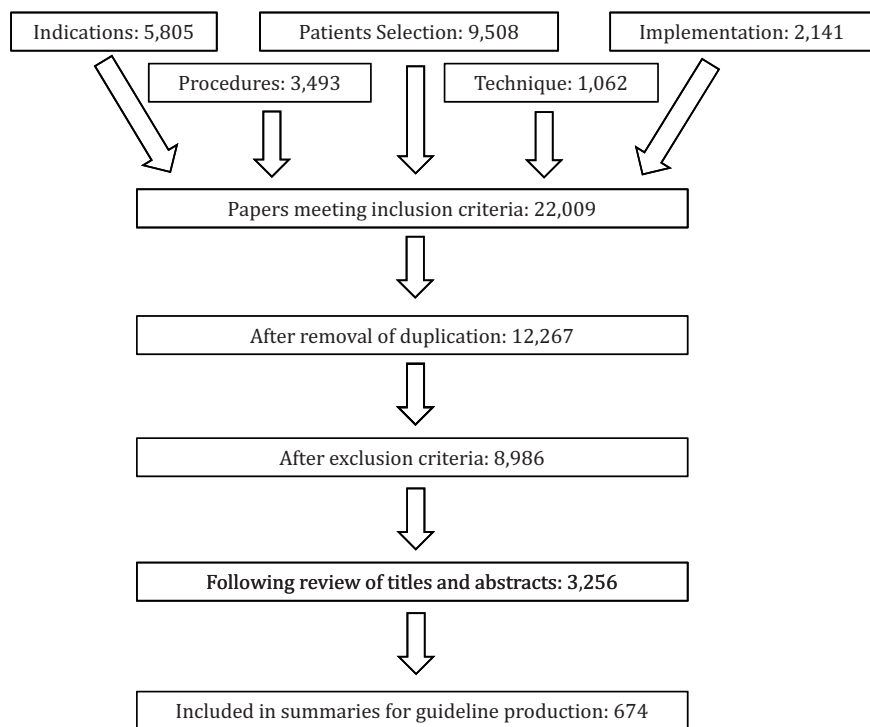 Indications: 5,805
Patients Selection: 9,508
Implementation: 2,141
Procedures: 3,493
Technique: 1,062
Papers meeting inclusion criteria: 22,009
After removal of duplication: 12,267
After exclusion criteria: 8,986
Following review of titles and abstracts: 3,256
Included in summaries for guideline production: 674